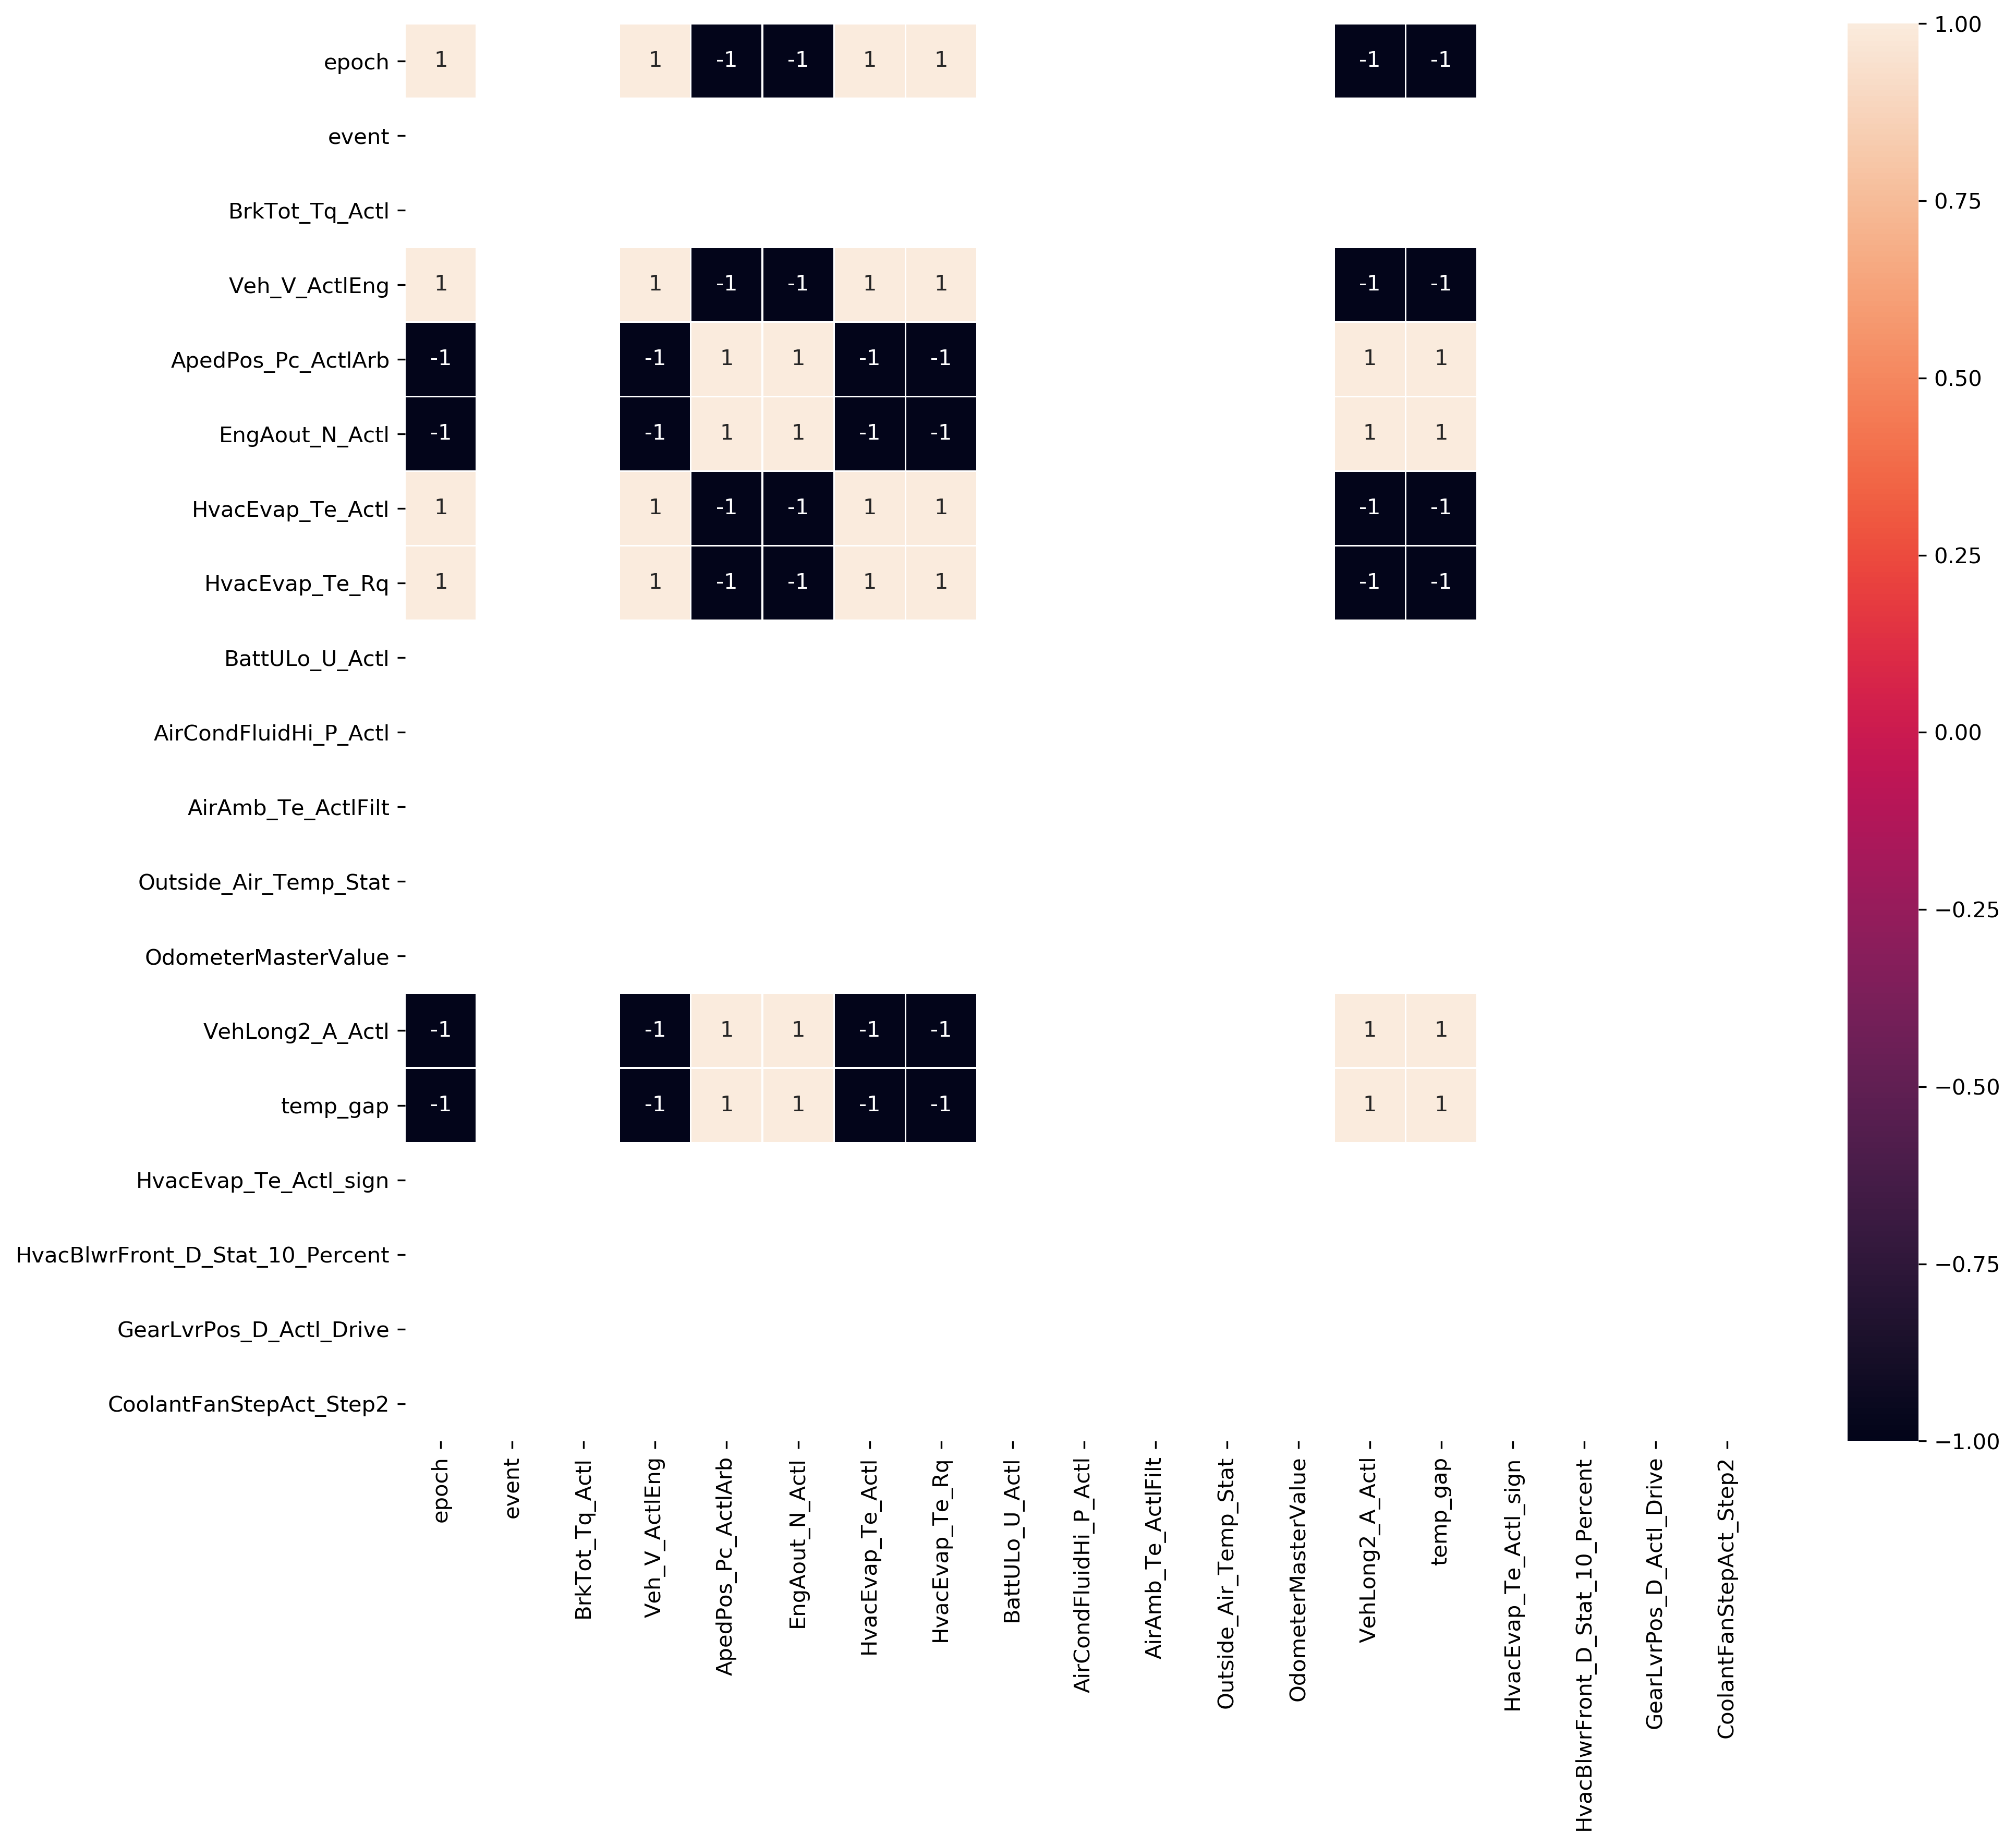 epoch 1 1 -1 -1 1 1 -1 -1
event
BrkTot_Tq_Actl
Veh_V_ActlEng 1 1 -1 -1 1 1 -1 -1
ApedPos_Pc_ActlArb -1 -1 1 1 -1 -1 1 1
EngAout_N_Actl -1 -1 1 1 -1 -1 1 1
HvacEvap_Te_Actl 1 1 -1 -1 1 1 -1 -1
HvacEvap_Te_Rq 1 1 -1 -1 1 1 -1 -1
BattULo_U_Actl
AirCondFluidHi_P_Actl
AirAmb_Te_ActlFilt
Outside_Air_Temp_Stat
OdometerMasterValue
VehLong2_A_Actl -1 -1 1 1 -1 -1 1 1
temp_gap -1 -1 1 1 -1 -1 1 1
HvacEvap_Te_Actl_sign
HvacBlwrFront_D_Stat_10_Percent
GearLvrPos_D_Actl_Drive
CoolantFanStepAct_Step2
epoch
event
BrkTot_Tq_Actl
Veh_V_ActlEng
ApedPos_Pc_ActlArb
EngAout_N_Actl
HvacEvap_Te_Actl
HvacEvap_Te_Rq
BattULo_U_Actl
AirCondFluidHi_P_Actl
AirAmb_Te_ActlFilt
Outside_Air_Temp_Stat
OdometerMasterValue
VehLong2_A_Actl
temp_gap
HvacEvap_Te_Actl_sign
HvacBlwrFront_D_Stat_10_Percent
GearLvrPos_D_Actl_Drive
CoolantFanStepAct_Step2
1.00
0.75
0.50
0.25
0.00
−0.25
−0.50
−0.75
−1.00